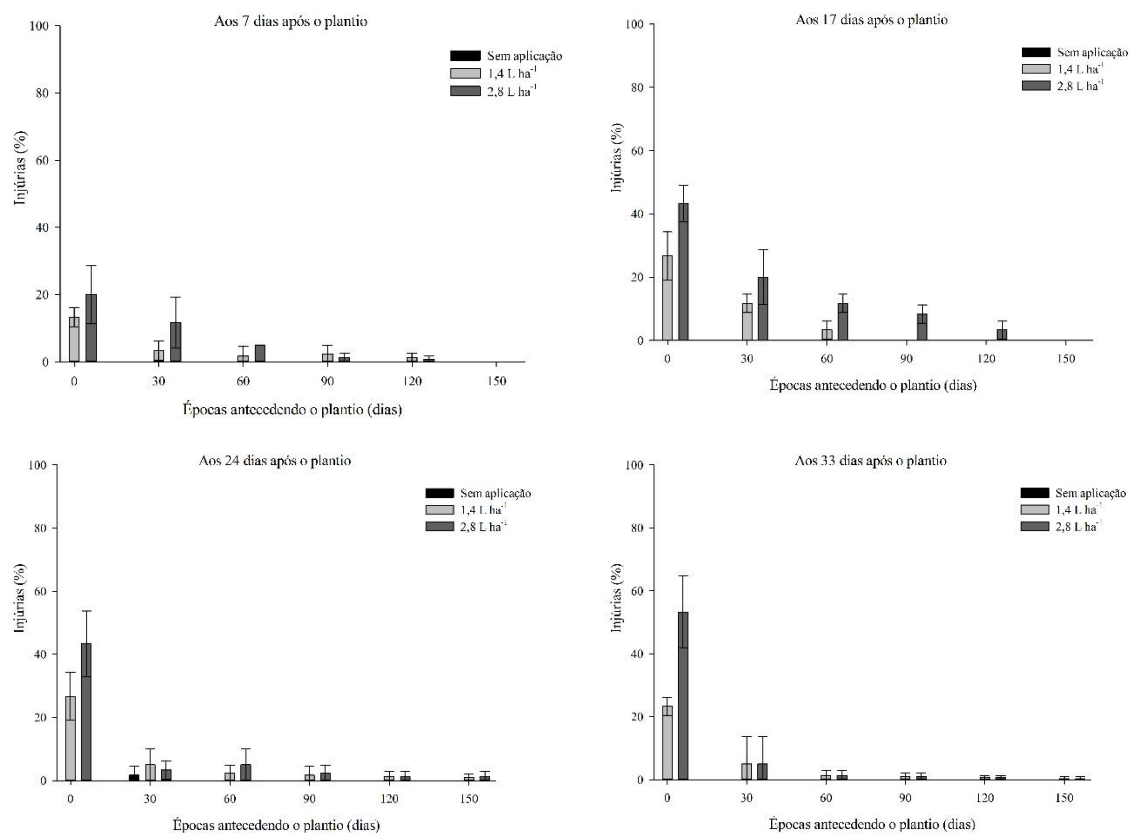 Aos 7 dias após o plantio
100
80
60
40
20
0
Injúrias (%)
Sem aplicação
1,4 L ha⁻¹
2,8 L ha⁻¹
0 30 60 90 120 150
Épocas antecedendo o plantio (dias)
Aos 17 dias após o plantio
100
80
60
40
20
0
Injúrias (%)
Sem aplicação
1,4 L ha⁻¹
2,8 L ha⁻¹
0 30 60 90 120 150
Épocas antecedendo o plantio (dias)
Aos 24 dias após o plantio
100
80
60
40
20
0
Injúrias (%)
Sem aplicação
1,4 L ha⁻¹
2,8 L ha⁻¹
0 30 60 90 120 150
Épocas antecedendo o plantio (dias)
Aos 33 dias após o plantio
100
80
60
40
20
0
Injúrias (%)
Sem aplicação
1,4 L ha⁻¹
2,8 L ha⁻¹
0 30 60 90 120 150
Épocas antecedendo o plantio (dias)